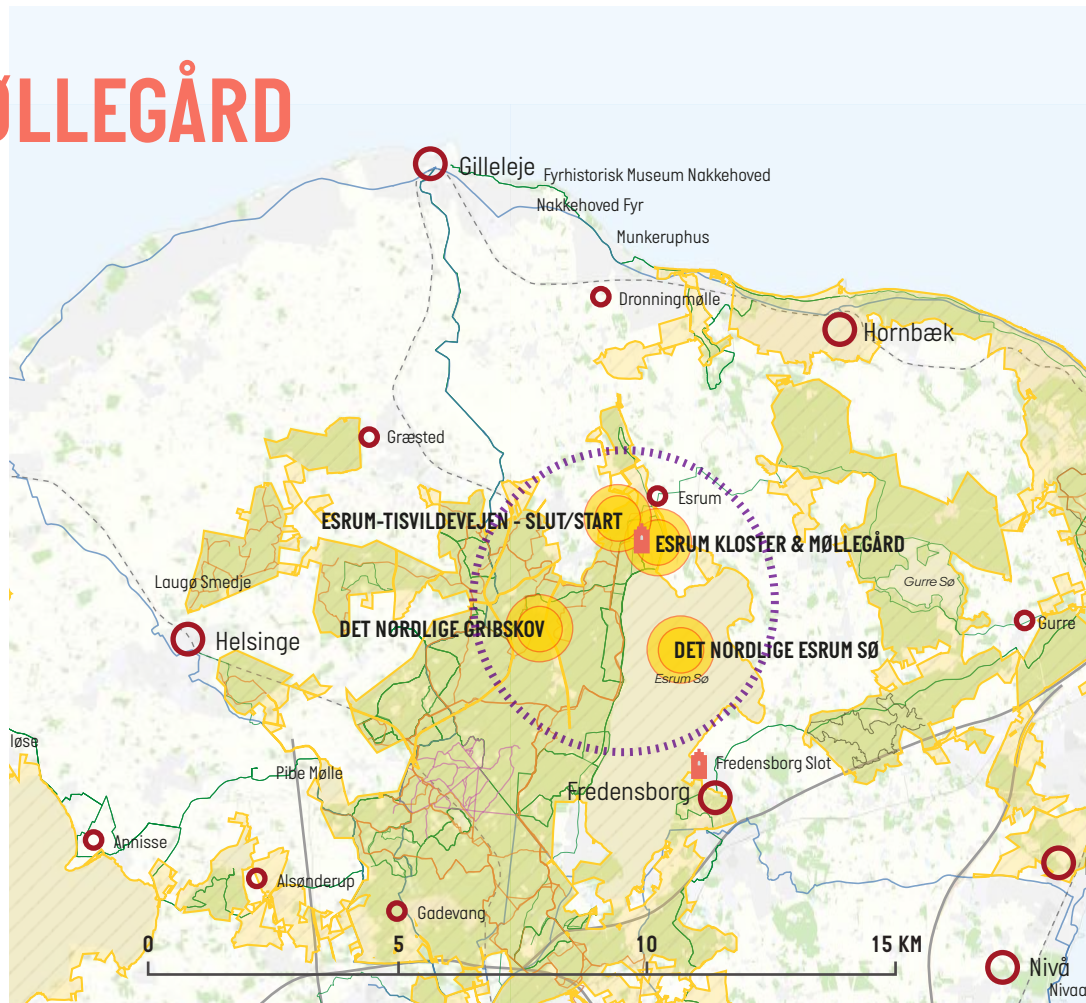 ØLLEGÅRD
Gilleleje
Fyrhistorisk Museum Nakkehoved
Nakkehoved Fyr
Munkeruphus
Dronningmølle
Hornbæk
Græsted
Esrum
ESRUM-TISVILDEVEJEN - SLUT/START
ESRUM KLOSTER & MØLLEGÅRD
Laugø Smedje
Gurre Sø
Helsinge
DET NORDLIGE GRIBSKOV
Gurre
DET NORDLIGE ESRUM SØ
Esrum Sø
løse
Pibe Mølle
Fredensborg Slot
Fredensborg
Annisse
Alsønderup
Gadevang
0 5 10 15 KM
Nivå
Nivaa